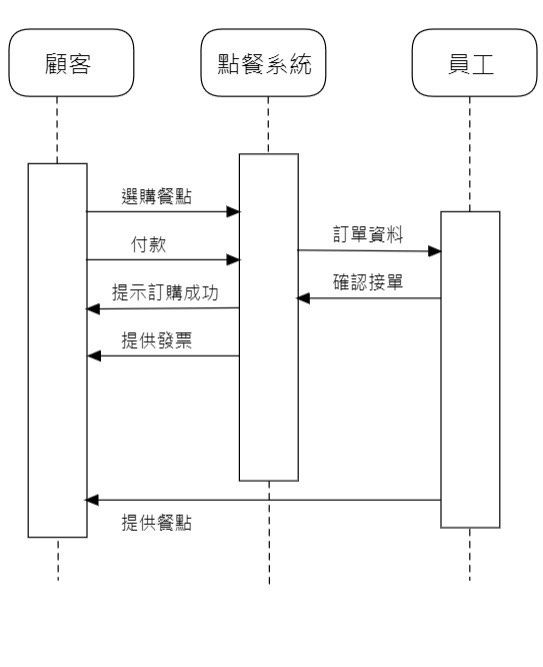 顧客
點餐系統
員工
選購餐點
訂單資料
付款
確認接單
提示訂購成功
提供發票
提供餐點